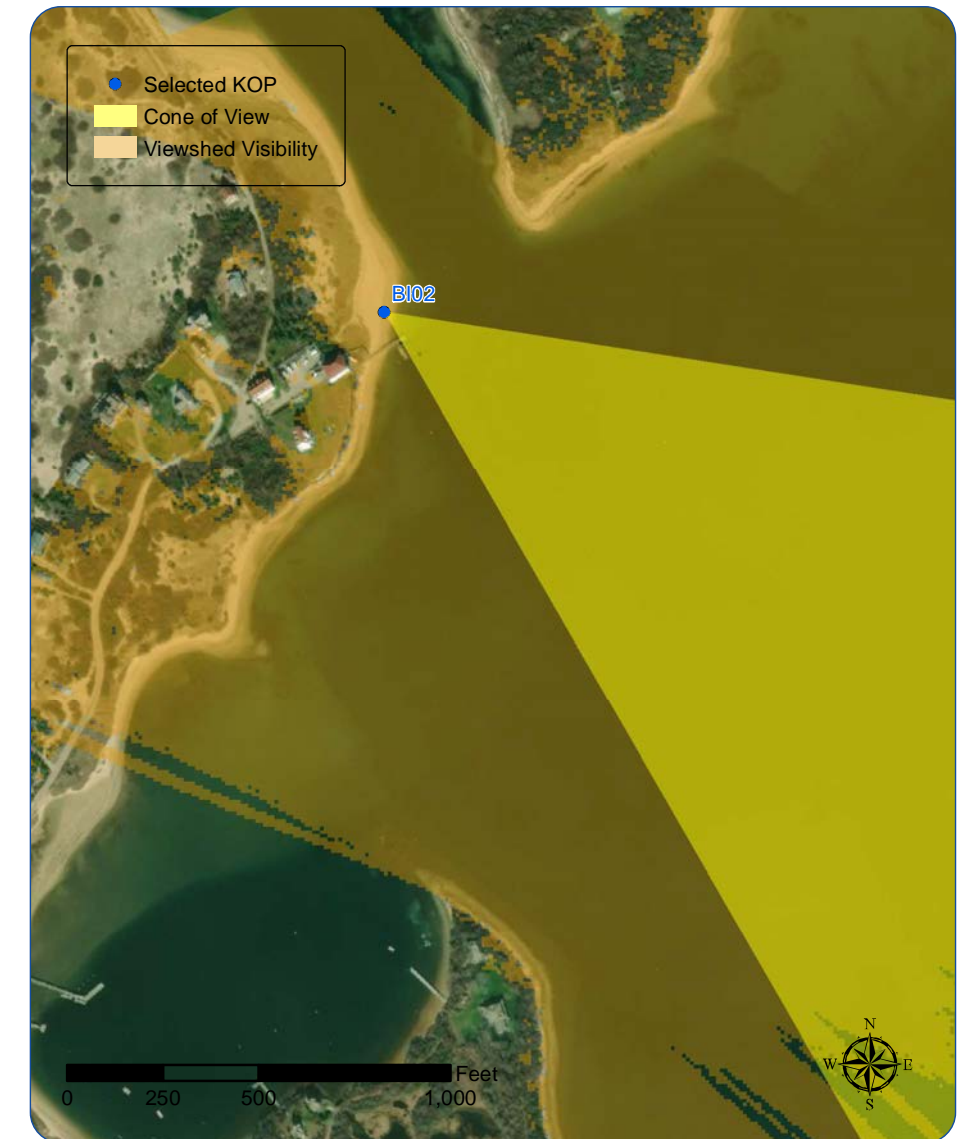 Selected KOP
Cone of View
Viewshed Visibility
BI02
N
W E
S
Feet
0 250 500 1,000